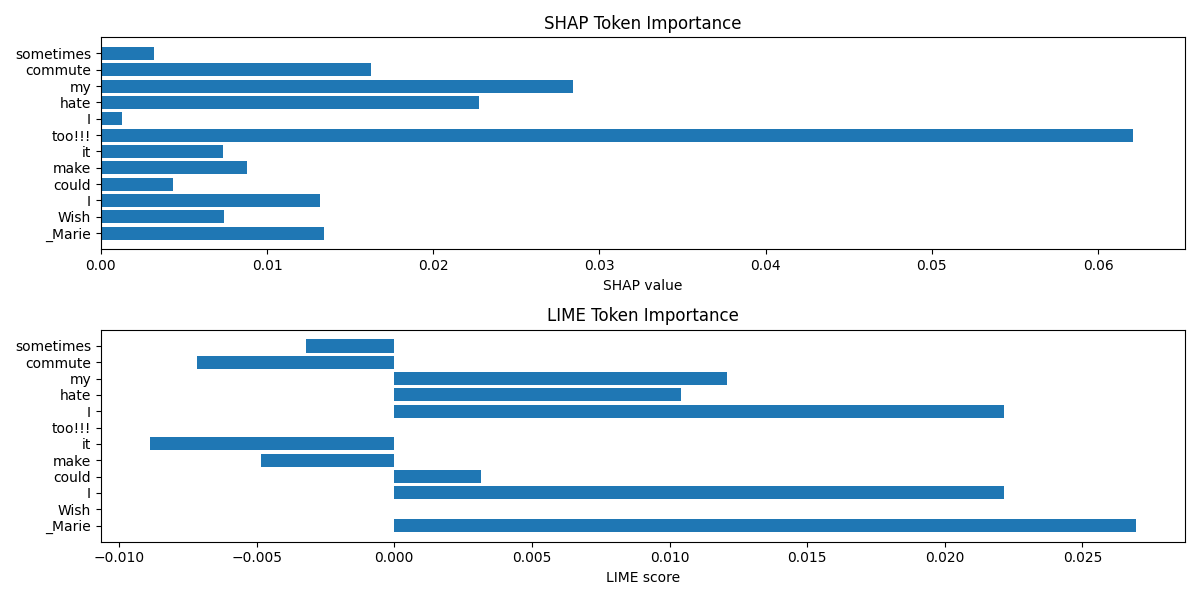 SHAP Token Importance
sometimes
commute
my
hate
I
too!!!
it
make
could
I
Wish
_Marie
0.00 0.01 0.02 0.03 0.04 0.05 0.06
SHAP value
LIME Token Importance
sometimes
commute
my
hate
I
too!!!
it
make
could
I
Wish
_Marie
−0.010 −0.005 0.000 0.005 0.010 0.015 0.020 0.025
LIME score